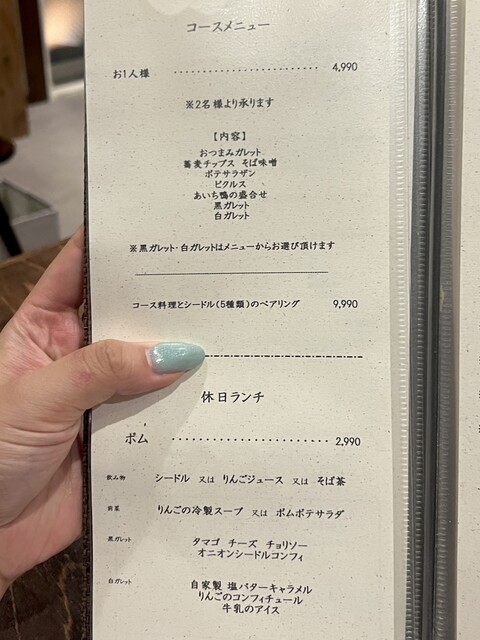 コースメニュー
お1人様 4,990
※2名様より承ります
【内容】
おつまみガレット
蕎麦チップス そば味噌
ポテサラザン
ピクルス
あいち鴨の盛合せ
黒ガレット
白ガレット
※黒ガレット・白ガレットはメニューからお選び頂けます
コース料理とシードル(5種類)のペアリング 9,990
休日ランチ
ポム 2,990
飲み物 シードル 又は りんごジュース 又は そば茶
前菜 りんごの冷製スープ 又は ポムポテサラダ
黒ガレット タマゴ チーズ チョリソー
オニオンシードルコンフィ
白ガレット 自家製 塩バターキャラメル
りんごのコンフィチュール
牛乳のアイス